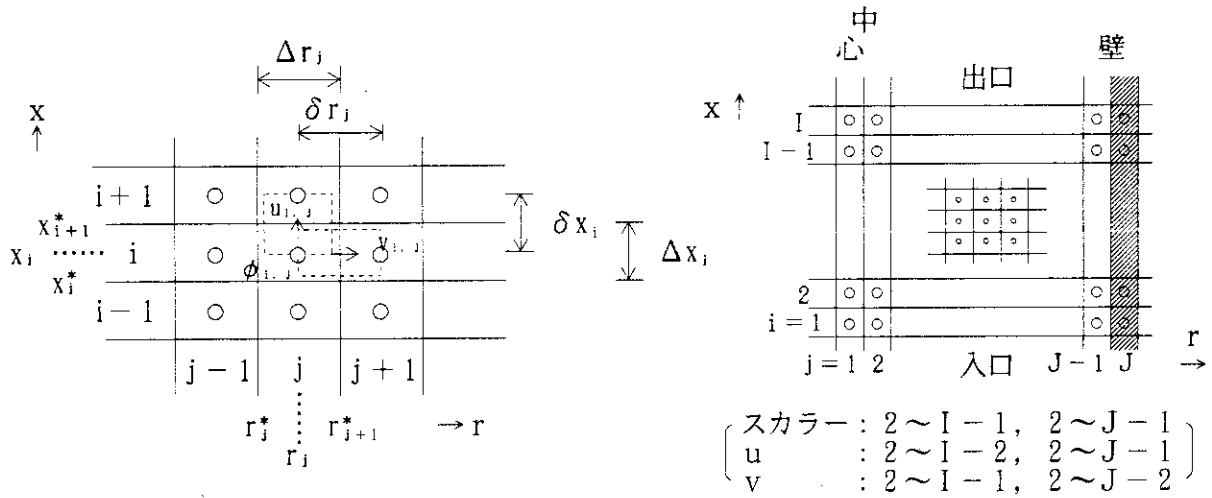 Δrⱼ
x
↑
δrⱼ
i+1
uᵢ,ⱼ
x*ᵢ₊₁
δxᵢ
xᵢ ······ i
vᵢ,ⱼ
Δxᵢ
x*ᵢ
φᵢ,ⱼ
i−1
j−1 j j+1
r*ⱼ r*ⱼ₊₁ →r
rⱼ
中
心
壁
出口
x ↑
I
I−1
2
i=1
r
→
j=1 2 入口 J−1 J
スカラー: 2~I−1, 2~J−1
u : 2~I−2, 2~J−1
v : 2~I−1, 2~J−2